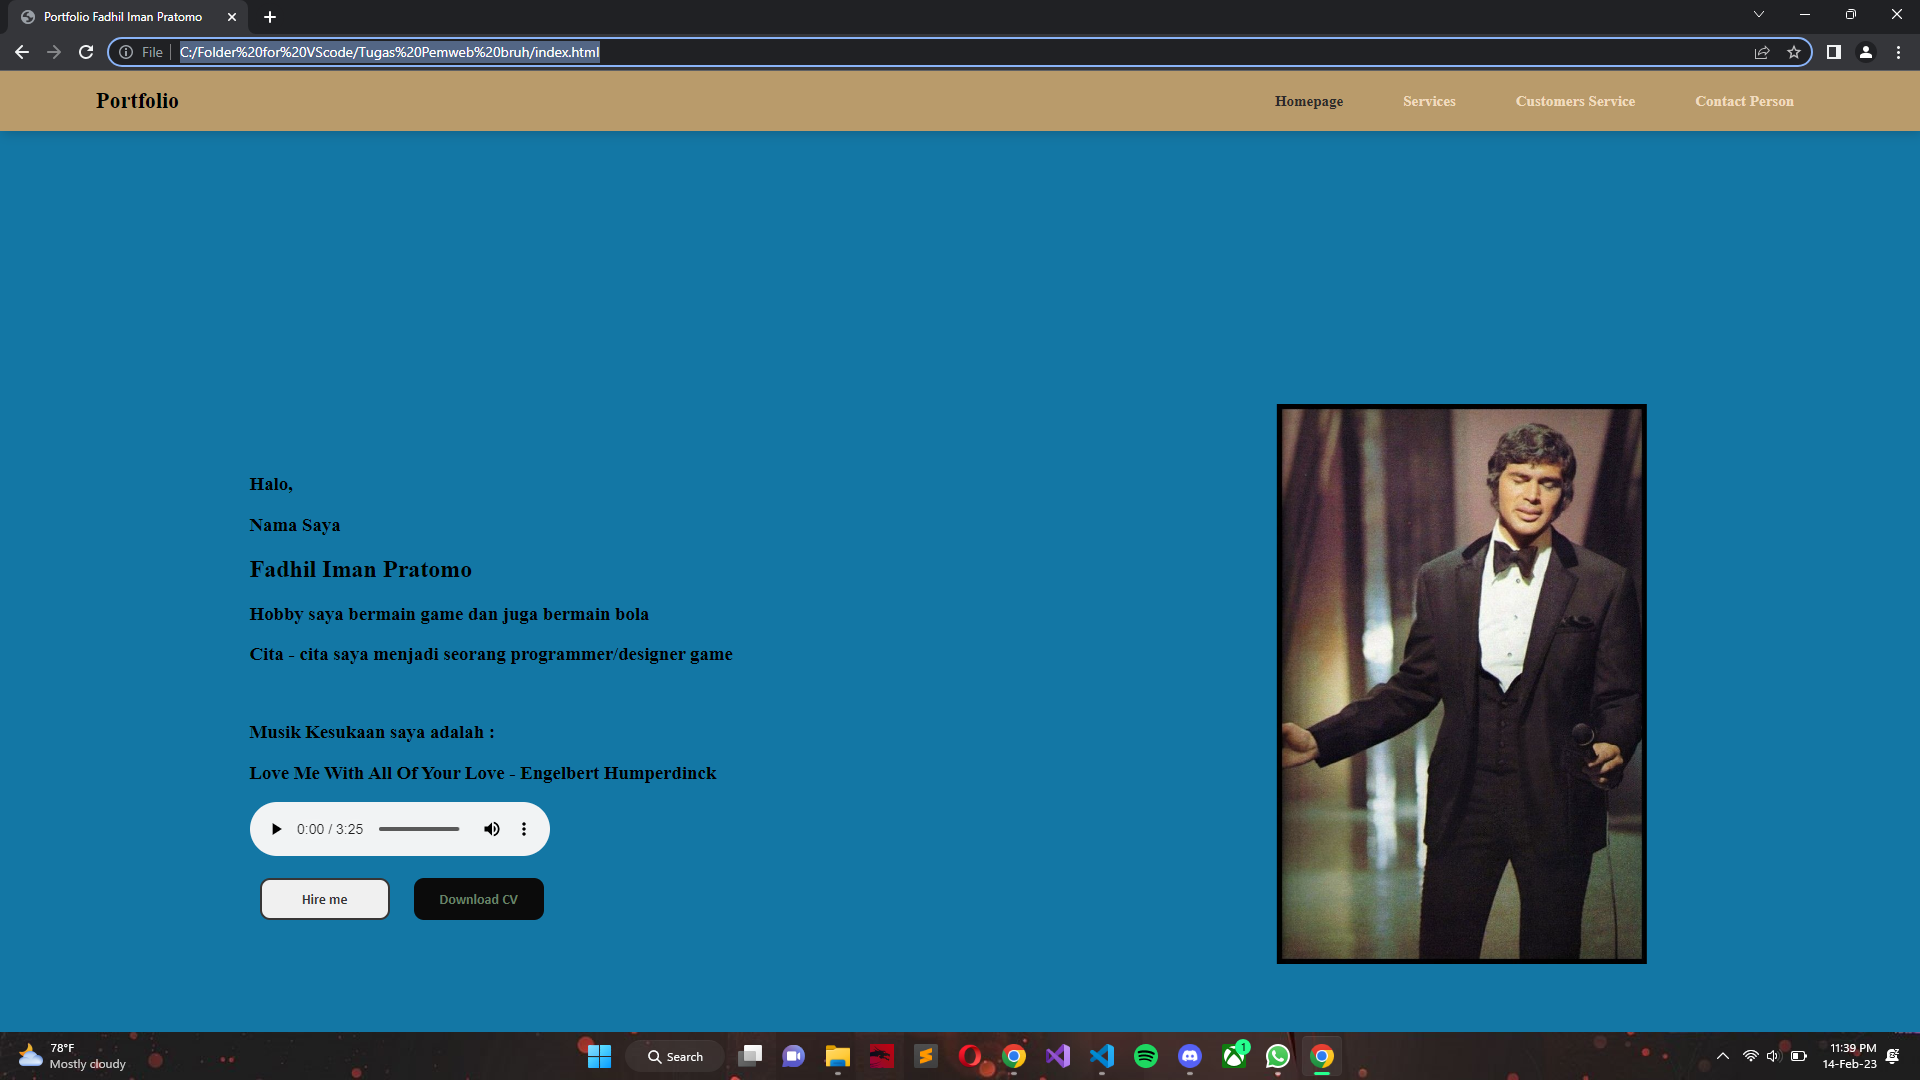 Portfolio Fadhil Iman Pratomo
File
C:/Folder%20for%20VScode/Tugas%20Pemweb%20bruh/index.html
Portfolio
Homepage
Services
Customers Service
Contact Person
Halo,
Nama Saya
Fadhil Iman Pratomo
Hobby saya bermain game dan juga bermain bola
Cita - cita saya menjadi seorang programmer/designer game
Musik Kesukaan saya adalah :
Love Me With All Of Your Love - Engelbert Humperdinck
0:00 / 3:25
Hire me
Download CV
78°F
Mostly cloudy
Search
1
11:39 PM
14-Feb-23